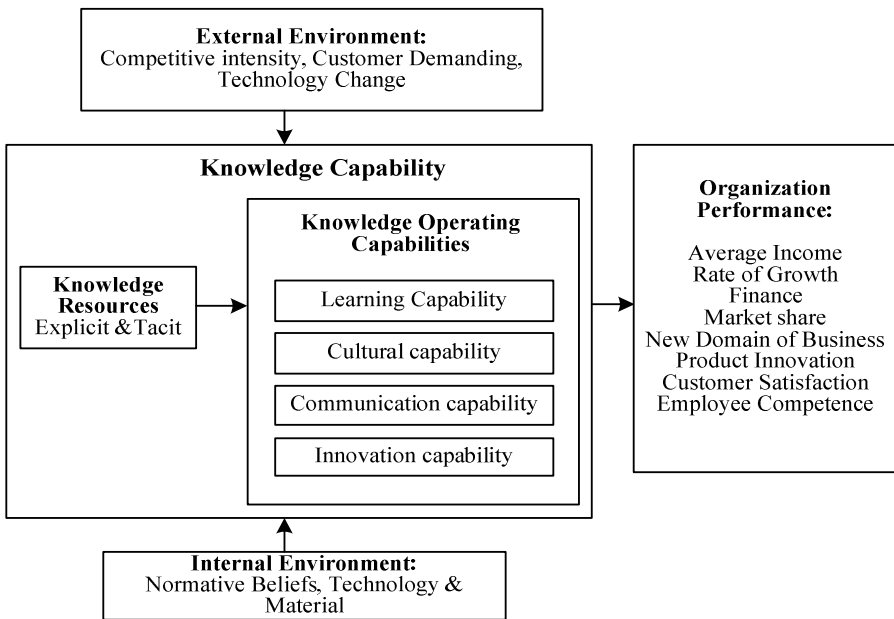 External Environment:
Competitive intensity, Customer Demanding,
Technology Change
Knowledge Capability
Knowledge Operating
Capabilities
Knowledge
Resources
Explicit &Tacit
Learning Capability
Cultural capability
Communication capability
Innovation capability
Organization
Performance:
Average Income
Rate of Growth
Finance
Market share
New Domain of Business
Product Innovation
Customer Satisfaction
Employee Competence
Internal Environment:
Normative Beliefs, Technology &
Material